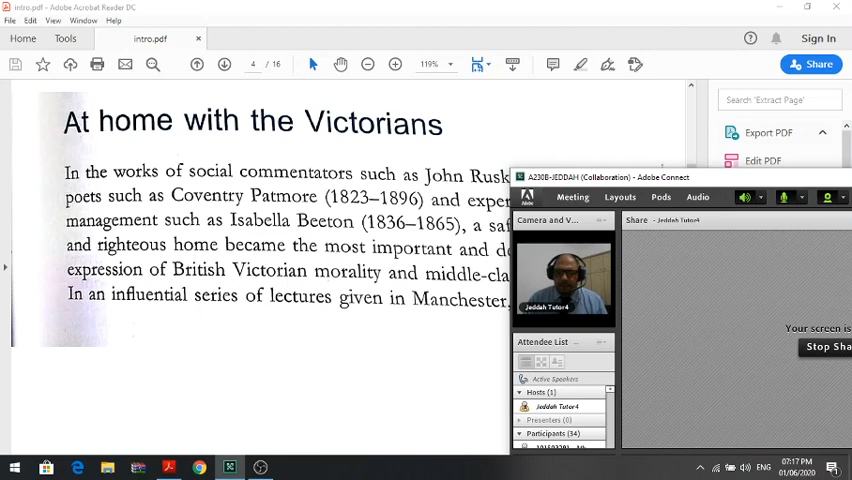 intro.pdf - Adobe Acrobat Reader DC
File Edit View Window Help
Home Tools intro.pdf × Sign In
4 / 16 119% Share
At home with the Victorians
In the works of social commentators such as John Rusk
poets such as Coventry Patmore (1823–1896) and exper
management such as Isabella Beeton (1836–1865), a saf
and righteous home became the most important and do
expression of British Victorian morality and middle-cla
In an influential series of lectures given in Manchester,
Search 'Extract Page'
Export PDF
Edit PDF
A230B-JEDDAH (Collaboration) - Adobe Connect
Adobe Meeting Layouts Pods Audio
Camera and V...
Share - Jeddah Tutor4
Jeddah Tutor4
Your screen is
Stop Sha
Attendee List ...
Active Speakers
Hosts (1)
Jeddah Tutor4
Presenters (0)
Participants (34)
ENG
07:17 PM
01/06/2020
1